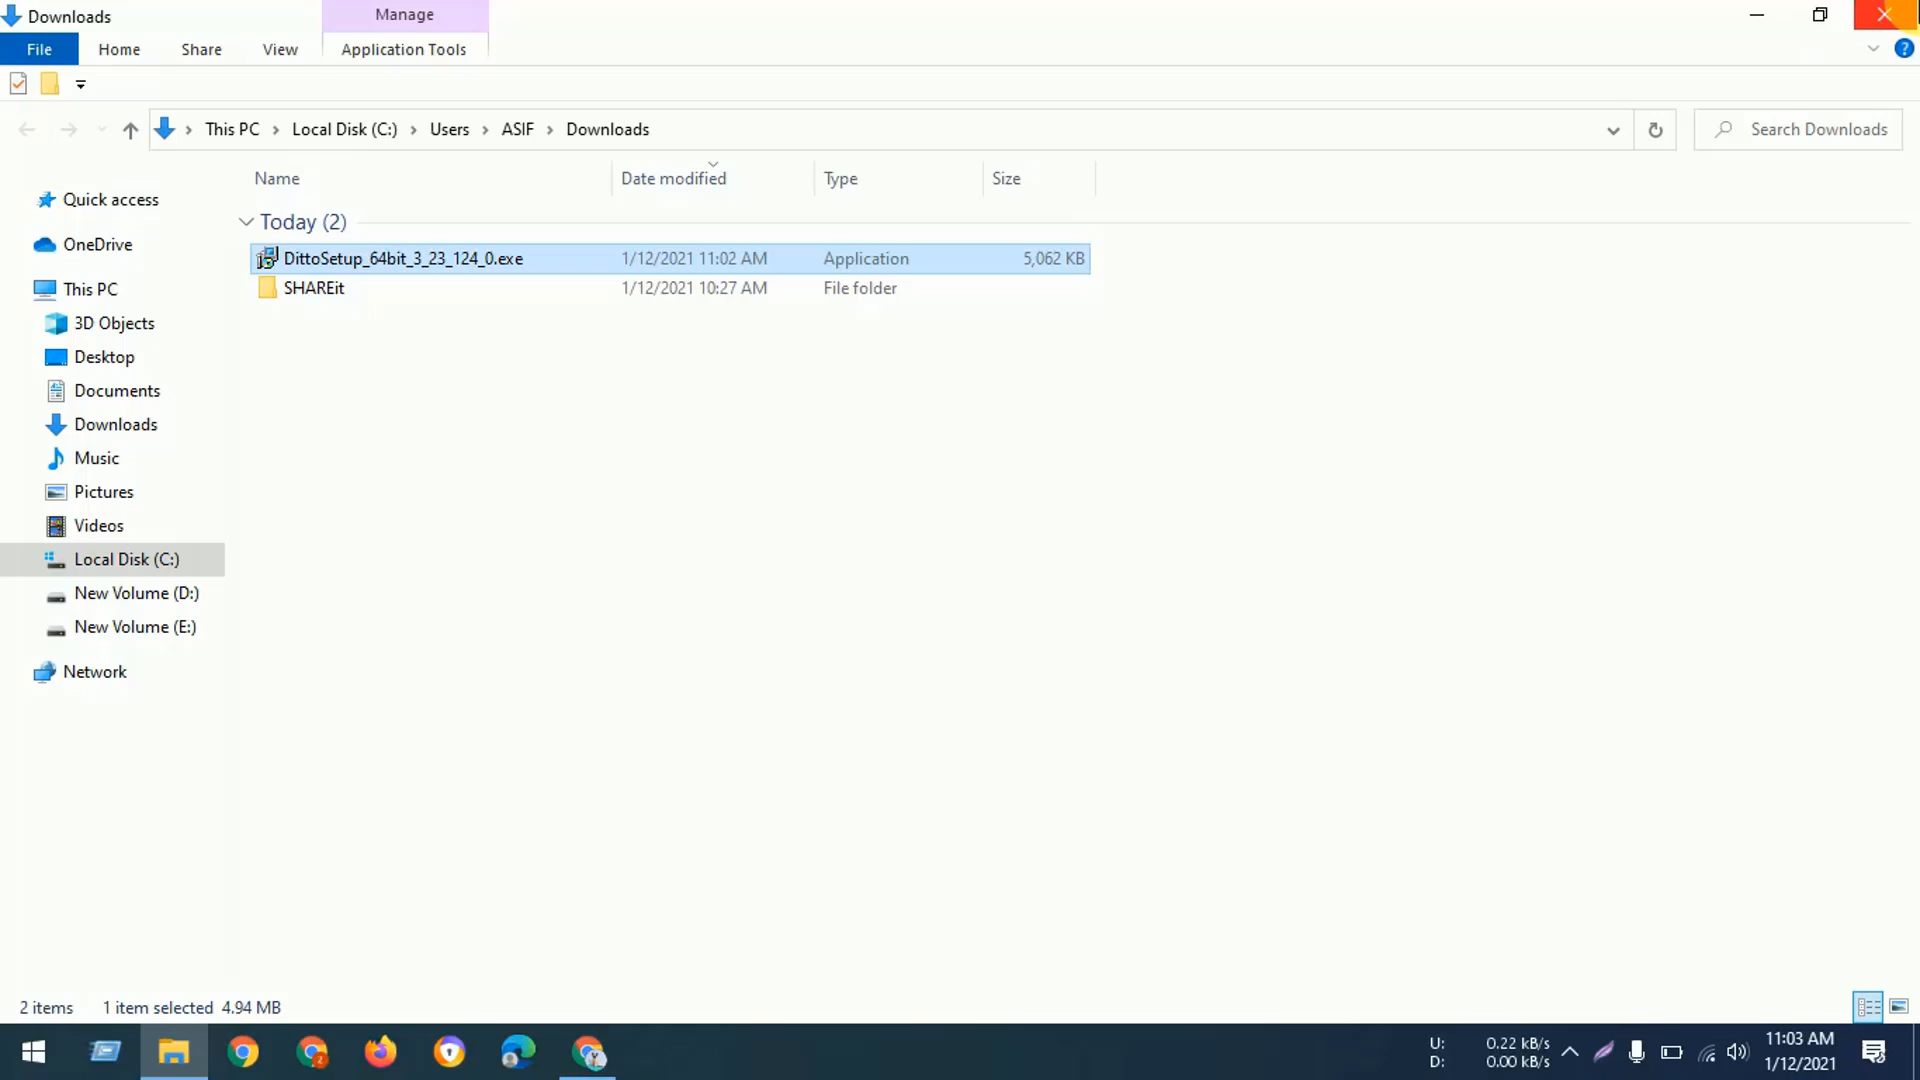 Downloads
Manage
File
Home
Share
View
Application Tools
This PC
Local Disk (C:)
Users
ASIF
Downloads
Search Downloads
Name
Date modified
Type
Size
Quick access
OneDrive
This PC
3D Objects
Desktop
Documents
Downloads
Music
Pictures
Videos
Local Disk (C:)
New Volume (D:)
New Volume (E:)
Network
Today (2)
DittoSetup_64bit_3_23_124_0.exe 1/12/2021 11:02 AM Application 5,062 KB
SHAREit 1/12/2021 10:27 AM File folder
2 items 1 item selected 4.94 MB
U: 0.22 kB/s
D: 0.00 kB/s
11:03 AM
1/12/2021